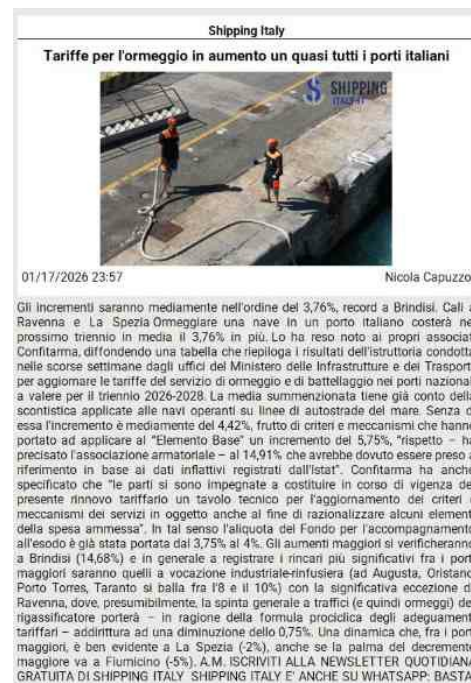 Shipping Italy
Tariffe per l'ormeggio in aumento un quasi tutti i porti italiani
SHIPPING
ITALY
01/17/2026 23:57
Nicola Capuzzo
Gli incrementi saranno mediamente nell'ordine del 3,76%, record a Brindisi. Cali a
Ravenna e La Spezia Ormeggiare una nave in un porto italiano costerà ne
prossimo triennio in media il 3,76% in più. Lo ha reso noto ai propri associat
Confitarma, diffondendo una tabella che riepiloga i risultati dell'istruttoria condott
nelle scorse settimane dagli uffici del Ministero delle Infrastrutture e dei Trasport
per aggiornare le tariffe del servizio di ormeggio e di battellaggio nei porti naziona
a valere per il triennio 2026-2028. La media summenzionata tiene già conto della
scontistica applicate alle navi operanti su linee di autostrade del mare. Senza d
essa l'incremento è mediamente del 4,42%, frutto di criteri e meccanismi che hann
portato ad applicare al "Elemento Base" un incremento del 5,75%, "rispetto – ha
precisato l'associazione armatoriale – al 14,91% che avrebbe dovuto essere preso a
riferimento in base ai dati inflattivi registrati dall'Istat". Confitarma ha anche
specificato che "le parti si sono impegnate a costituire in corso di vigenza de
presente rinnovo tariffario un tavolo tecnico per l'aggiornamento dei criteri
meccanismi dei servizi in oggetto anche al fine di razionalizzare alcuni element
della spesa ammessa". In tal senso l'aliquota del Fondo per l'accompagnamento
all'esodo è già stata portata dal 3,75% al 4%. Gli aumenti maggiori si verificheranno
a Brindisi (14,68%) e in generale a registrare i rincari più significativi fra i port
maggiori saranno quelli a vocazione industriale-rinfusiera (ad Augusta, Oristano
Porto Torres, Taranto si balla fra l'8 e il 10%) con la significativa eccezione d
Ravenna, dove, presumibilmente, la spinta generale a traffici (e quindi ormeggi) de
rigassificatore porterà – in ragione della formula prociclica degli adeguament
tariffari – addirittura ad una diminuzione dello 0,75%. Una dinamica che, fra i port
maggiori, è ben evidente a La Spezia (-2%), anche se la palma del decremente
maggiore va a Fiumicino (-5%). A.M. ISCRIVITI ALLA NEWSLETTER QUOTIDIANA
GRATUITA DI SHIPPING ITALY SHIPPING ITALY E' ANCHE SU WHATSAPP: BASTA